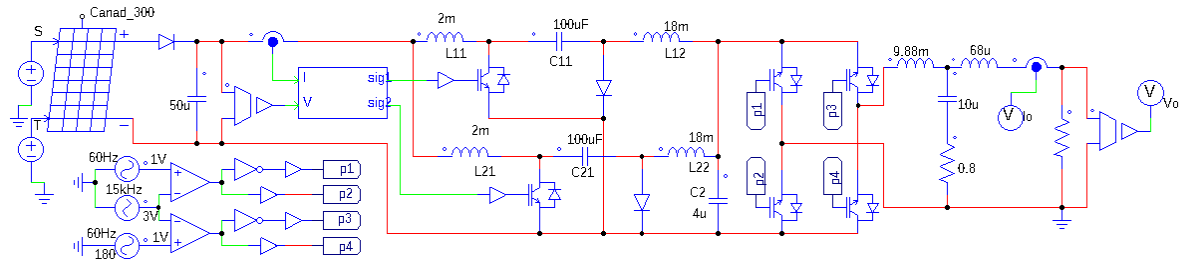 Canad_300
S
+
T
−
50u
I
V
sig1
sig2
2m
L11
100uF
C11
18m
L12
2m
L21
100uF
C21
18m
L22
C2
4u
p1
p3
p2
p4
9.88m
68u
10u
0.8
V
Io
V
Vo
60Hz
1V
15kHz
3V
60Hz
1V
180
+
−
−
+
p1
p2
p3
p4